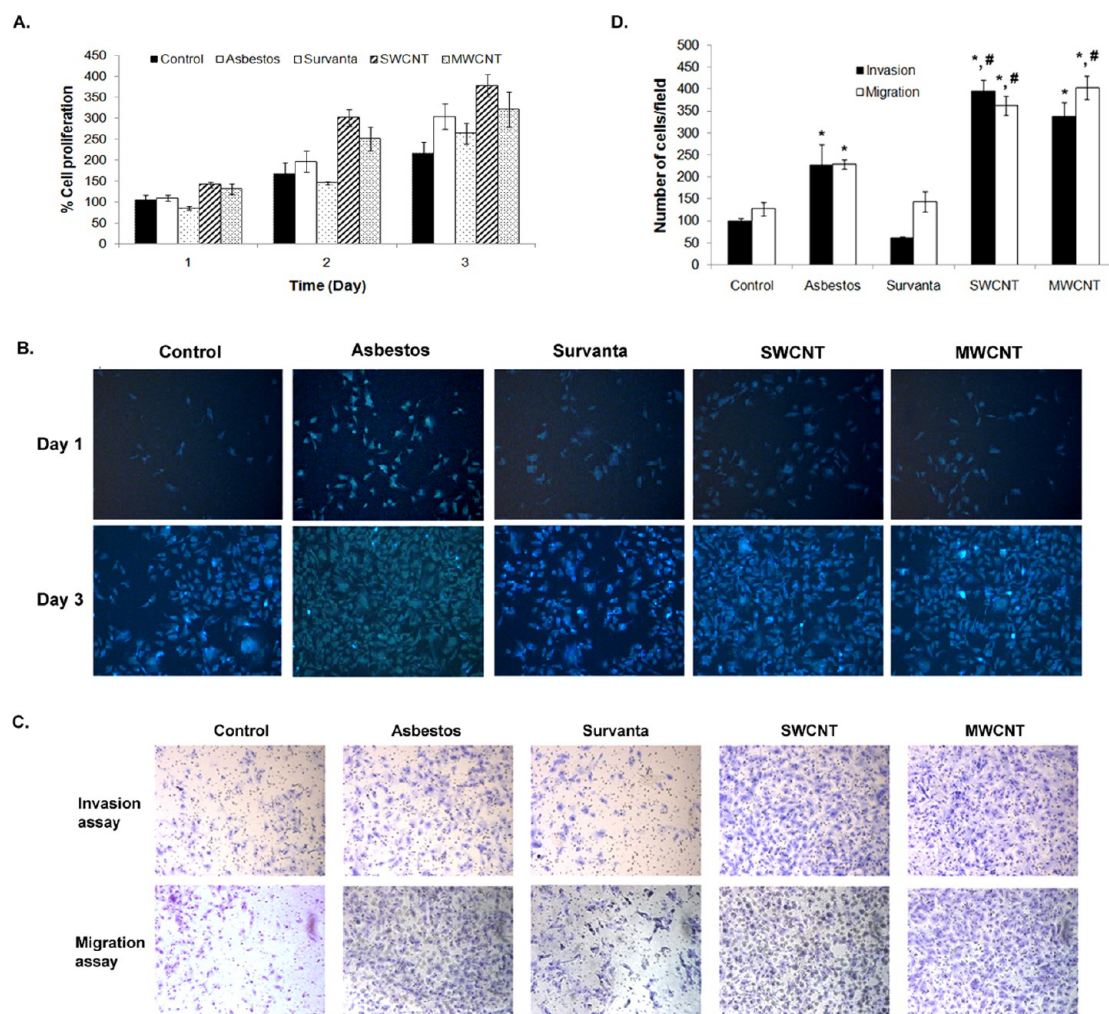 A.
% Cell proliferation
450
400
350
300
250
200
150
100
50
0
Control Asbestos Survanta SWCNT MWCNT
1 2 3
Time (Day)
D.
Number of cells/field
500
450
400
350
300
250
200
150
100
50
0
Invasion
Migration
* * *, # *, # * *, #
Control Asbestos Survanta SWCNT MWCNT
B.
Control Asbestos Survanta SWCNT MWCNT
Day 1
Day 3
C.
Control Asbestos Survanta SWCNT MWCNT
Invasion
assay
Migration
assay